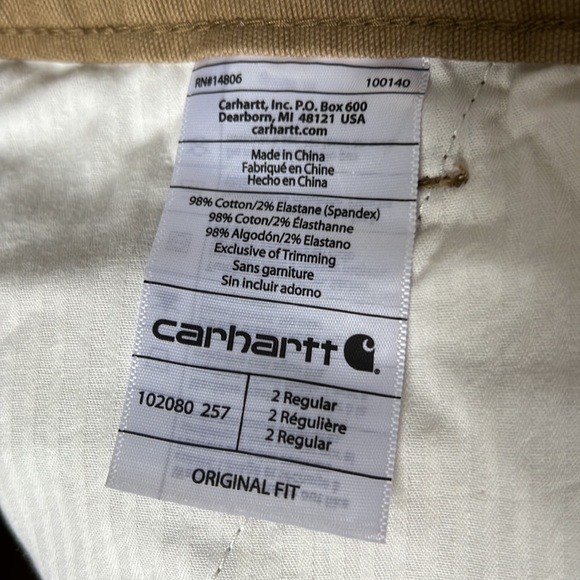 RN#14806 100140
Carhartt, Inc. P.O. Box 600
Dearborn, MI 48121 USA
carhartt.com
Made in China
Fabriqué en Chine
Hecho en China
98% Cotton/2% Elastane (Spandex)
98% Coton/2% Élasthanne
98% Algodón/2% Elastano
Exclusive of Trimming
Sans garniture
Sin Incluir adorno
carhartt
102080 257
2 Regular
2 Régulière
2 Regular
ORIGINAL FIT